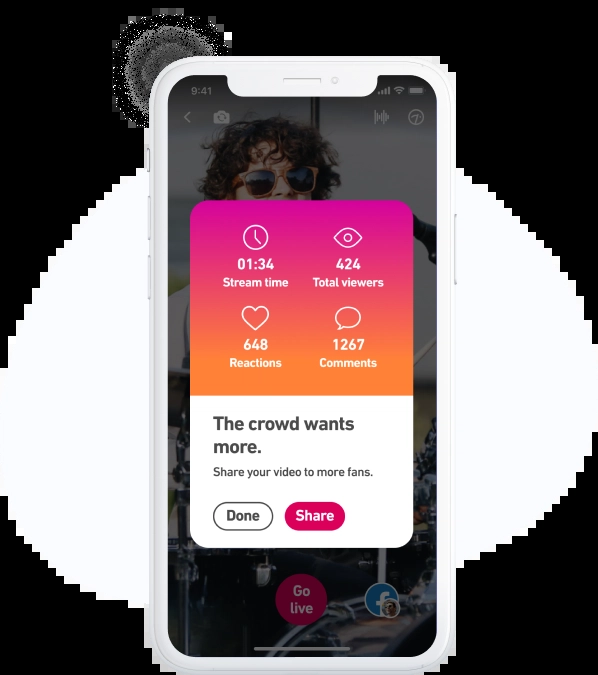 9:41
01:34
Stream time
424
Total viewers
648
Reactions
1267
Comments
The crowd wants
more.
Share your video to more fans.
Done
Share
Go
live